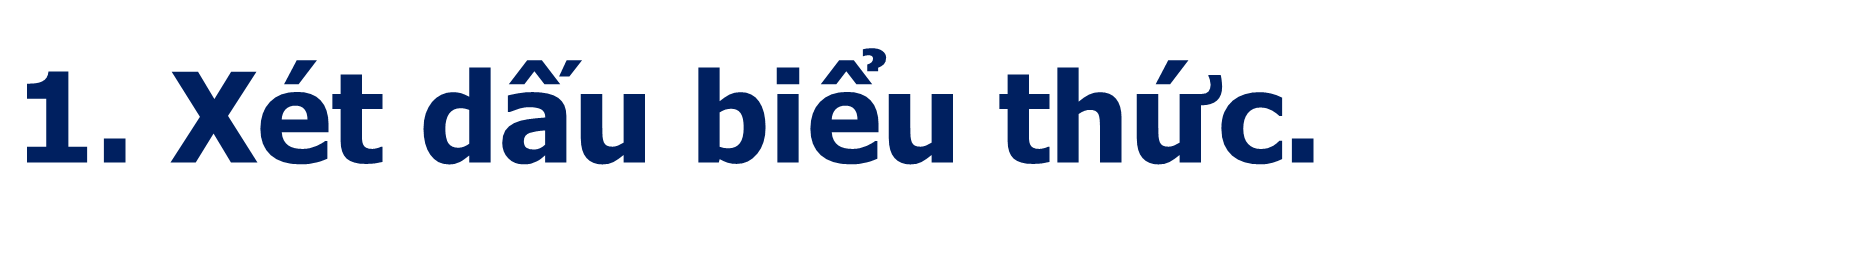 1. Xét dấu biểu thức.